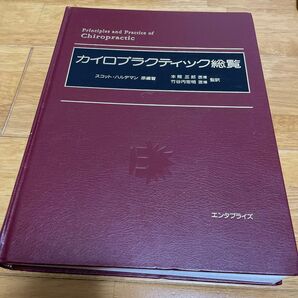 Principles and Practice of
Chiropractic
カイロプラクティック総覧
スコット・ハルデマン 原編著
本間三郎 医博
竹谷内宏明 医博
監訳
エンタプライズ